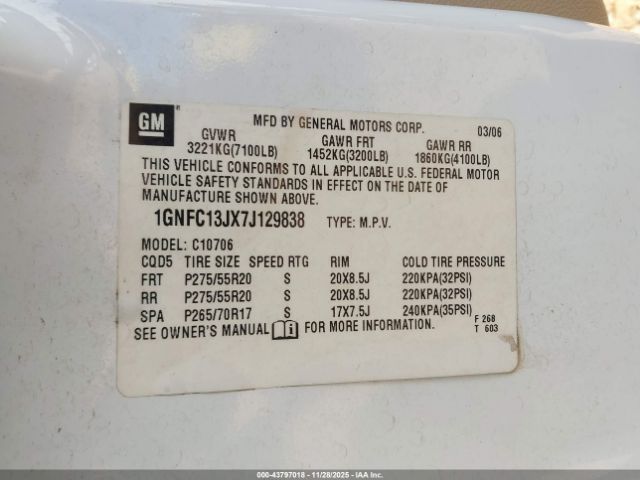 GM
MFD BY GENERAL MOTORS CORP. 03/06
GVWR GAWR FRT GAWR RR
3221KG(7100LB) 1452KG(3200LB) 1860KG(4100LB)
THIS VEHICLE CONFORMS TO ALL APPLICABLE U.S. FEDERAL MOTOR
VEHICLE SAFETY STANDARDS IN EFFECT ON THE DATE OF
MANUFACTURE SHOWN ABOVE.
1GNFC13JX7J129838 TYPE: M.P.V.
MODEL: C10706
CQD5 TIRE SIZE SPEED RTG RIM COLD TIRE PRESSURE
FRT P275/55R20 S 20X8.5J 220KPA(32PSI)
RR P275/55R20 S 20X8.5J 220KPA(32PSI)
SPA P265/70R17 S 17X7.5J 240KPA(35PSI)
F 268
T 603
SEE OWNER'S MANUAL i FOR MORE INFORMATION.
000-43797018 - 11/28/2025 - IAAI.com